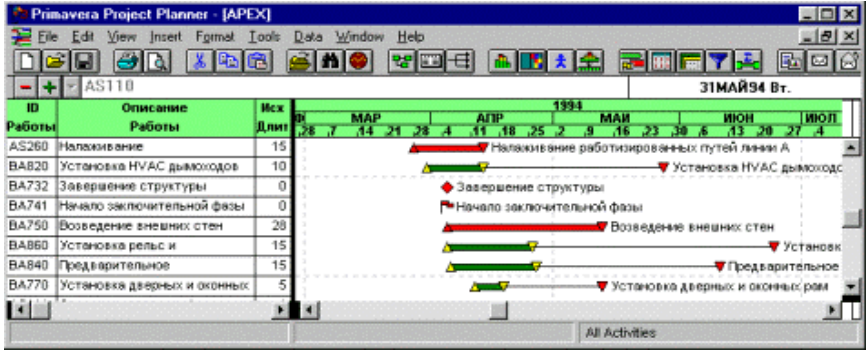 Primavera Project Planner - [APEX]
File Edit View Insert Format Tools Data Window Help
AS110
31МАЙ94 Вт.
ID Описание Исх 1994
Ф МАР АПР МАИ ИЮН ИЮЛ
Работы Работы Длит ,28 ,7 ,14 ,21 ,28 ,4 ,11 ,18 ,25 ,2 ,9 ,16 ,23 ,30 ,6 ,13 ,20 ,27 ,4
AS260 Налаживание 15 Налаживание работизированных путей линии А
BA820 Установка HVAC дымоходов 10 Установка HVAC дымоходо
BA732 Завершение структуры 0 Завершение структуры
BA741 Начало заключительной фазы 0 Начало заключительной фазы
BA750 Возведение внешних стен 28 Возведение внешних стен
BA860 Установка рельс и 15 Установк
BA840 Предварительное 15 Предварительное
BA770 Установка дверных и оконных 5 Установка дверных и оконных рам
All Activities